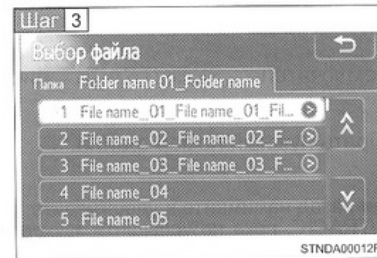 Шаг 3
Выбор файла
Папка Folder name 01_Folder name
1 File name_01_File name_01_Fil...
2 File name_02_File name_02_F...
3 File name_03_File name_03_F...
4 File name_04
5 File name_05
STNDA00012F